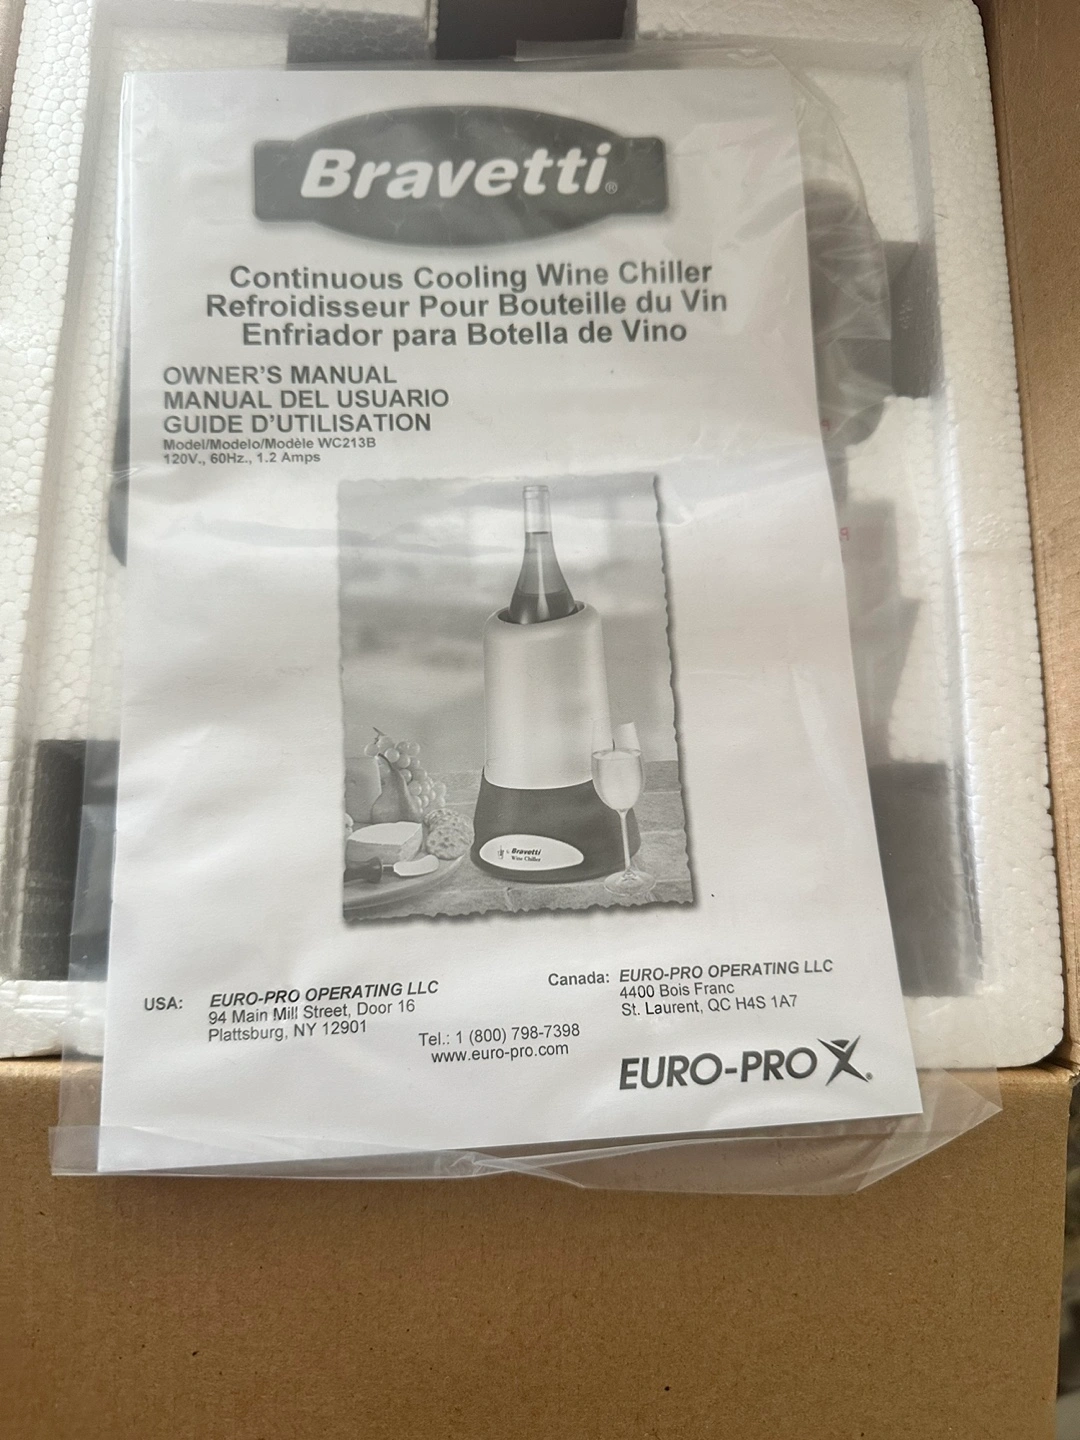 Bravetti®
Continuous Cooling Wine Chiller
Refroidisseur Pour Bouteille du Vin
Enfriador para Botella de Vino
OWNER'S MANUAL
MANUAL DEL USUARIO
GUIDE D'UTILISATION
Model/Modelo/Modèle WC213B
120V., 60Hz., 1.2 Amps
Bravetti
Wine Chiller
USA: EURO-PRO OPERATING LLC
94 Main Mill Street, Door 16
Plattsburg, NY 12901
Canada: EURO-PRO OPERATING LLC
4400 Bois Franc
St. Laurent, QC H4S 1A7
Tel.: 1 (800) 798-7398
www.euro-pro.com
EURO-PRO X®